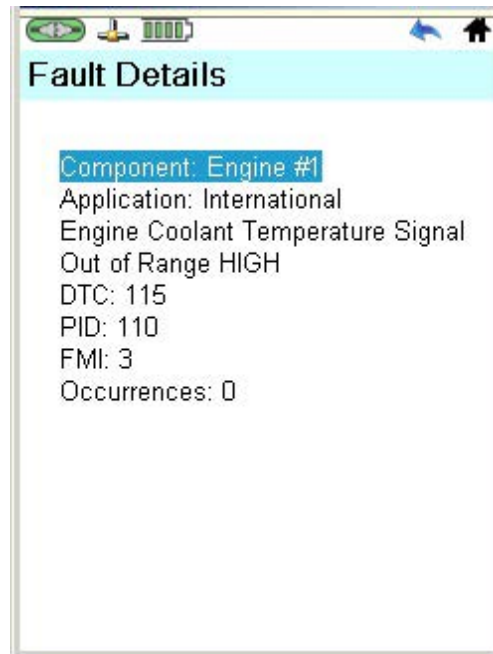 Fault Details
Component: Engine #1
Application: International
Engine Coolant Temperature Signal
Out of Range HIGH
DTC: 115
PID: 110
FMI: 3
Occurrences: 0